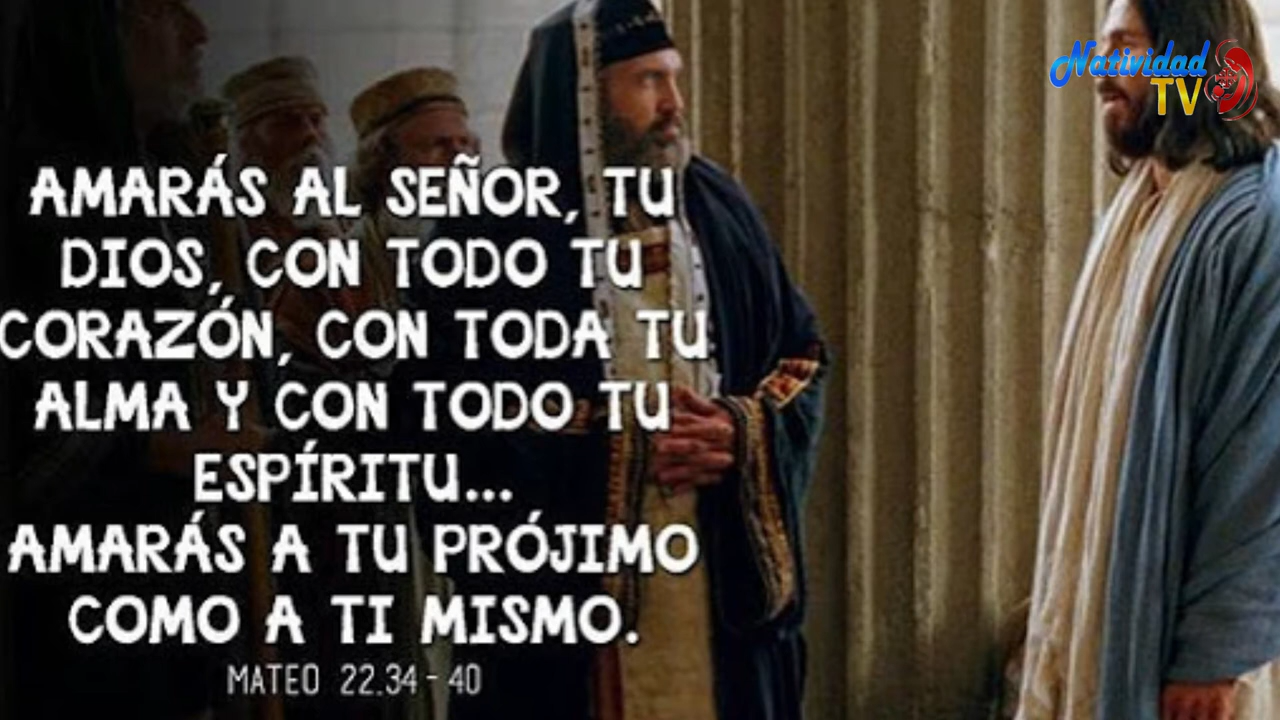 Natividad
TV
AMARÁS AL SEÑOR, TU
DIOS, CON TODO TU
CORAZÓN, CON TODA TU
ALMA Y CON TODO TU
ESPÍRITU...
AMARÁS A TU PRÓJIMO
COMO A TI MISMO.
MATEO 22.34-40